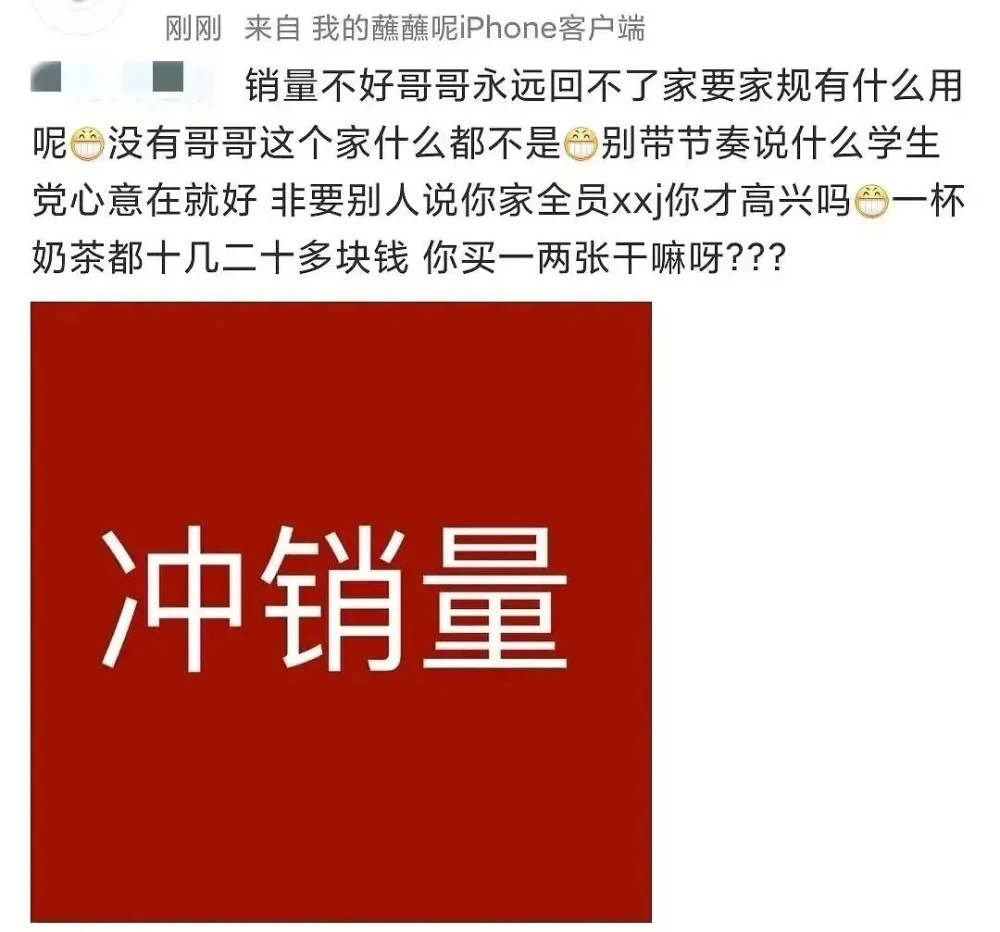 刚刚 来自 我的蘸蘸呢iPhone客户端
销量不好哥哥永远回不了家要家规有什么用
呢😁没有哥哥这个家什么都不是😁别带节奏说什么学生
党心意在就好 非要别人说你家全员xxj你才高兴吗😁一杯
奶茶都十几二十多块钱 你买一两张干嘛呀???
冲销量